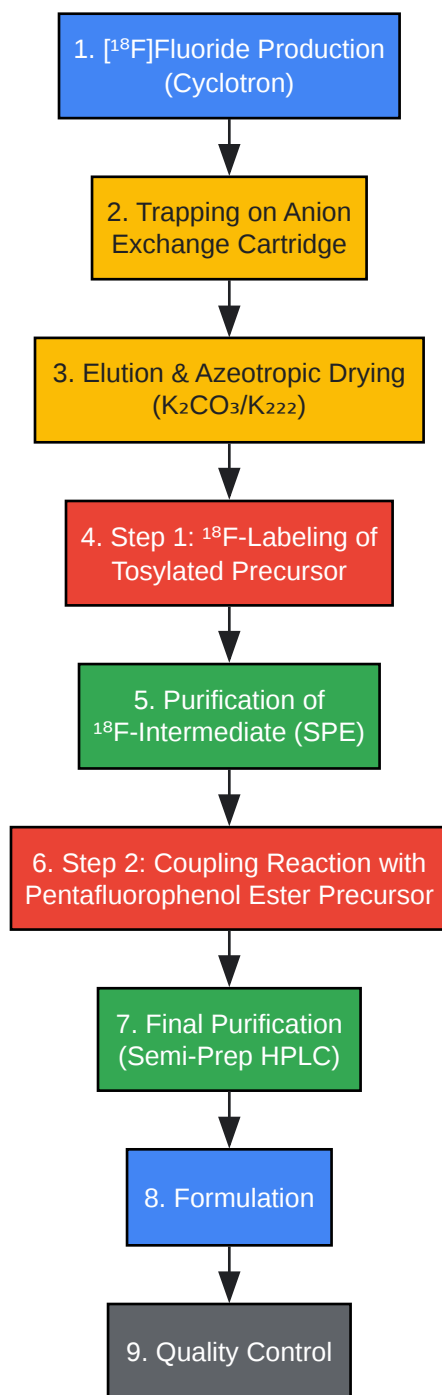 1. [¹⁸F]Fluoride Production
(Cyclotron)
2. Trapping on Anion
Exchange Cartridge
3. Elution & Azeotropic Drying
(K₂CO₃/K₂₂₂)
4. Step 1: ¹⁸F-Labeling of
Tosylated Precursor
5. Purification of
¹⁸F-Intermediate (SPE)
6. Step 2: Coupling Reaction with
Pentafluorophenol Ester Precursor
7. Final Purification
(Semi-Prep HPLC)
8. Formulation
9. Quality Control